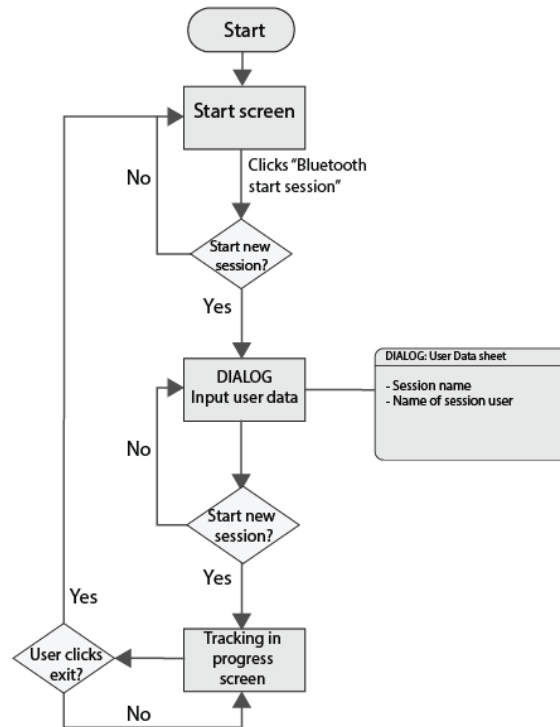 Start
Start screen
Clicks “Bluetooth
start session”
No
Start new
session?
Yes
DIALOG
Input user data
DIALOG: User Data sheet
- Session name
- Name of session user
No
Start new
session?
Yes
Yes
User clicks
exit?
Tracking in
progress
screen
No